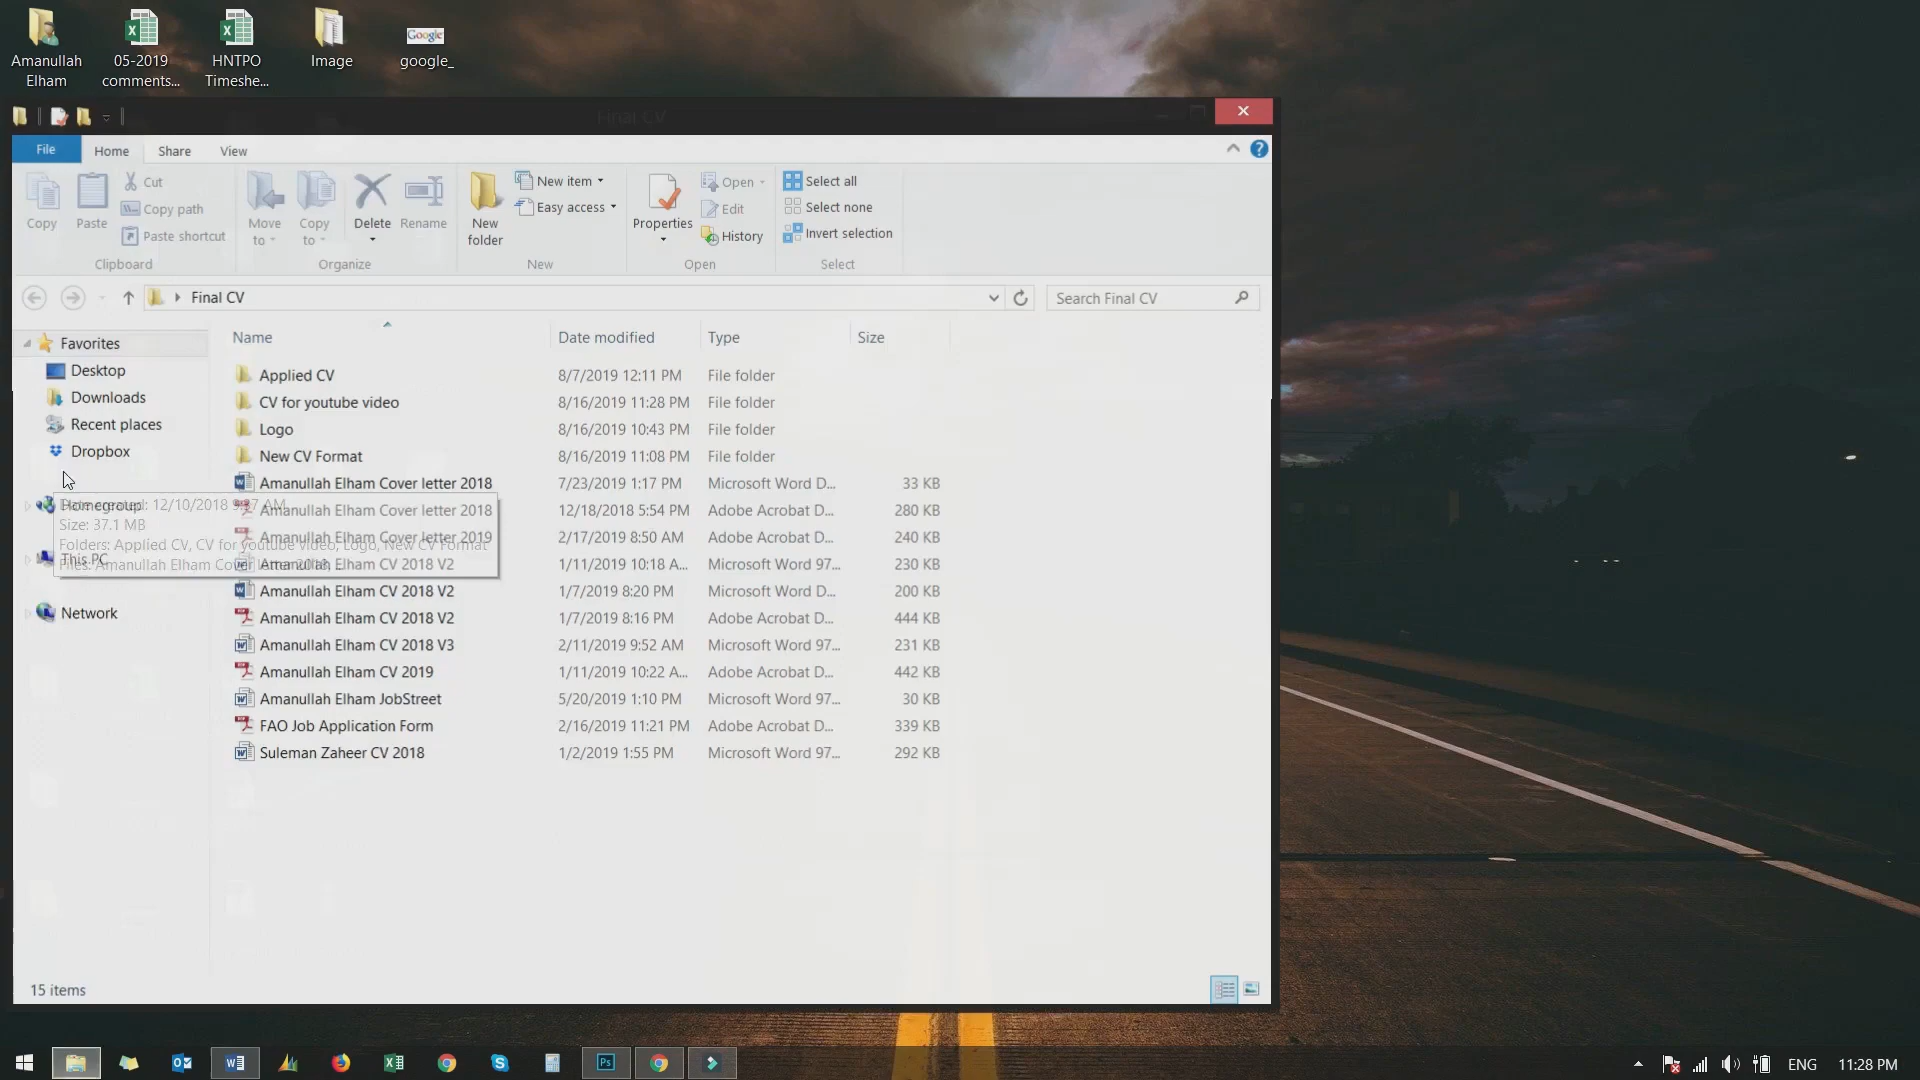 Amanullah Elham
05-2019 comments...
HNTPO Timeshe...
Image
Google
google_
Final CV
File
Home
Share
View
Copy
Paste
Cut
Copy path
Paste shortcut
Clipboard
Move to
Copy to
Delete
Rename
Organize
New folder
New item
Easy access
New
Properties
Open
Edit
History
Open
Select all
Select none
Invert selection
Select
Final CV
Search Final CV
Favorites
Desktop
Downloads
Recent places
Dropbox
Homegroup
This PC
Network
Date created: 12/10/2018 9:37 AM
Size: 37.1 MB
Folders: Applied CV, CV for youtube video, Logo, New CV Format
Files: Amanullah Elham Cover letter 2018, ...
Name Date modified Type Size
Applied CV 8/7/2019 12:11 PM File folder
CV for youtube video 8/16/2019 11:28 PM File folder
Logo 8/16/2019 10:43 PM File folder
New CV Format 8/16/2019 11:08 PM File folder
Amanullah Elham Cover letter 2018 7/23/2019 1:17 PM Microsoft Word D... 33 KB
Amanullah Elham Cover letter 2018 12/18/2018 5:54 PM Adobe Acrobat D... 280 KB
Amanullah Elham Cover letter 2019 2/17/2019 8:50 AM Adobe Acrobat D... 240 KB
Amanullah Elham CV 2018 V2 1/11/2019 10:18 A... Microsoft Word 97... 230 KB
Amanullah Elham CV 2018 V2 1/7/2019 8:20 PM Microsoft Word D... 200 KB
Amanullah Elham CV 2018 V2 1/7/2019 8:16 PM Adobe Acrobat D... 444 KB
Amanullah Elham CV 2018 V3 2/11/2019 9:52 AM Microsoft Word 97... 231 KB
Amanullah Elham CV 2019 1/11/2019 10:22 A... Adobe Acrobat D... 442 KB
Amanullah Elham JobStreet 5/20/2019 1:10 PM Microsoft Word 97... 30 KB
FAO Job Application Form 2/16/2019 11:21 PM Adobe Acrobat D... 339 KB
Suleman Zaheer CV 2018 1/2/2019 1:55 PM Microsoft Word 97... 292 KB
15 items
Ps
ENG
11:28 PM